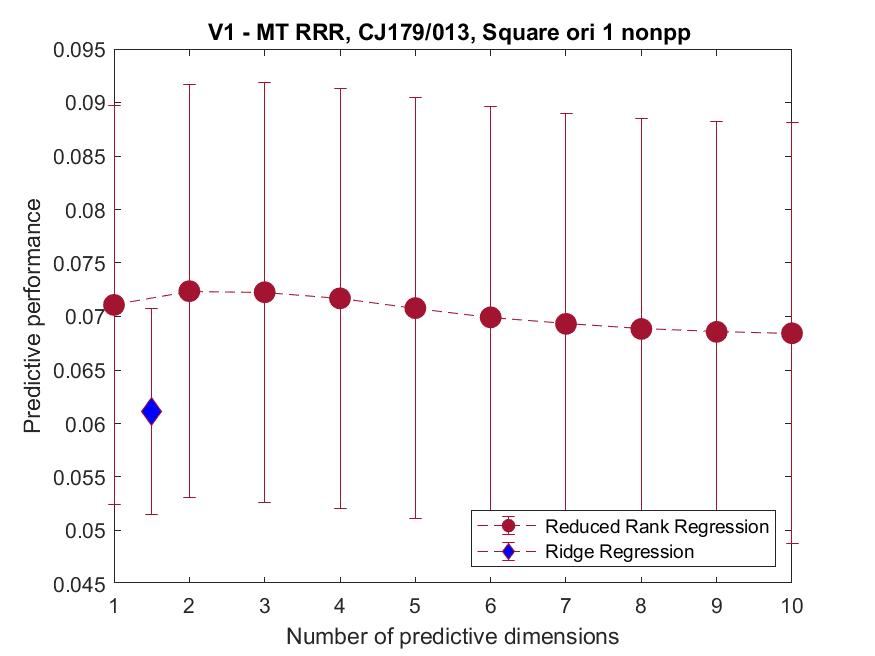 V1 - MT RRR, CJ179/013, Square ori 1 nonpp
0.095
0.09
0.085
0.08
0.075
0.07
0.065
0.06
0.055
0.05
0.045
Predictive performance
Reduced Rank Regression
Ridge Regression
1 2 3 4 5 6 7 8 9 10
Number of predictive dimensions